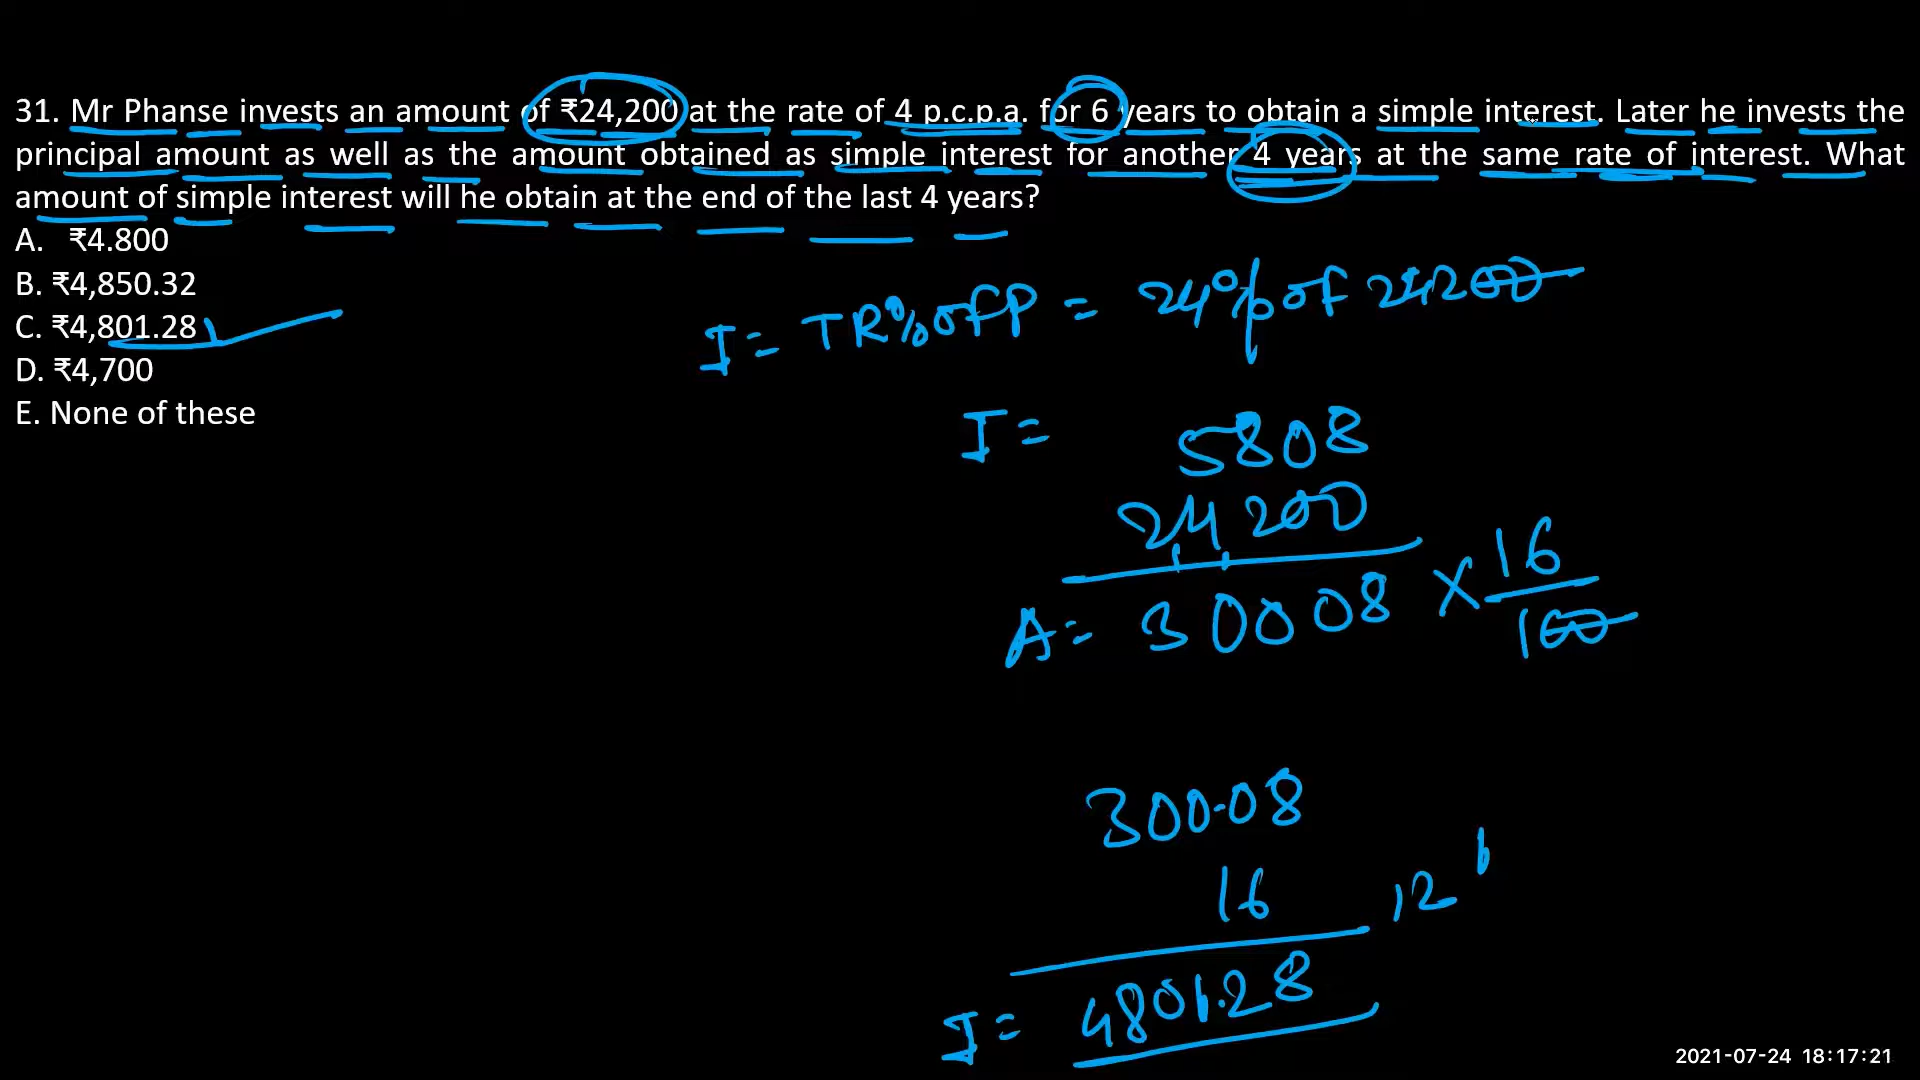 31. Mr Phanse invests an amount of ₹24,200 at the rate of 4 p.c.p.a. for 6 years to obtain a simple interest. Later he invests the
principal amount as well as the amount obtained as simple interest for another 4 years at the same rate of interest. What
amount of simple interest will he obtain at the end of the last 4 years?
A. ₹4.800
B. ₹4,850.32
C. ₹4,801.28
D. ₹4,700
E. None of these
I = TR% of P = 24% of 24200
I =
5808
24,200
A = 30008 × 16/100
300.08
16
12
1
I = 4801.28
2021-07-24 18:17:21